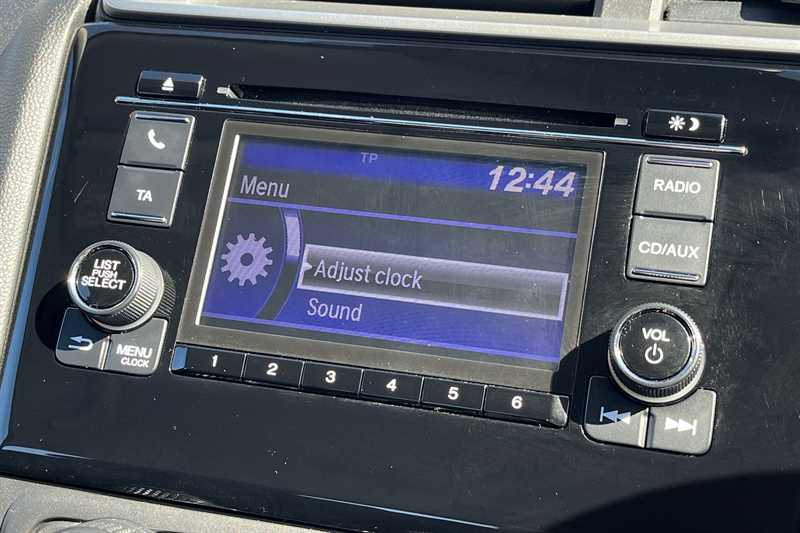 TP
12:44
Menu
Adjust clock
Sound
TA
LIST
PUSH
SELECT
MENU
CLOCK
1 2 3 4 5 6
RADIO
CD/AUX
VOL